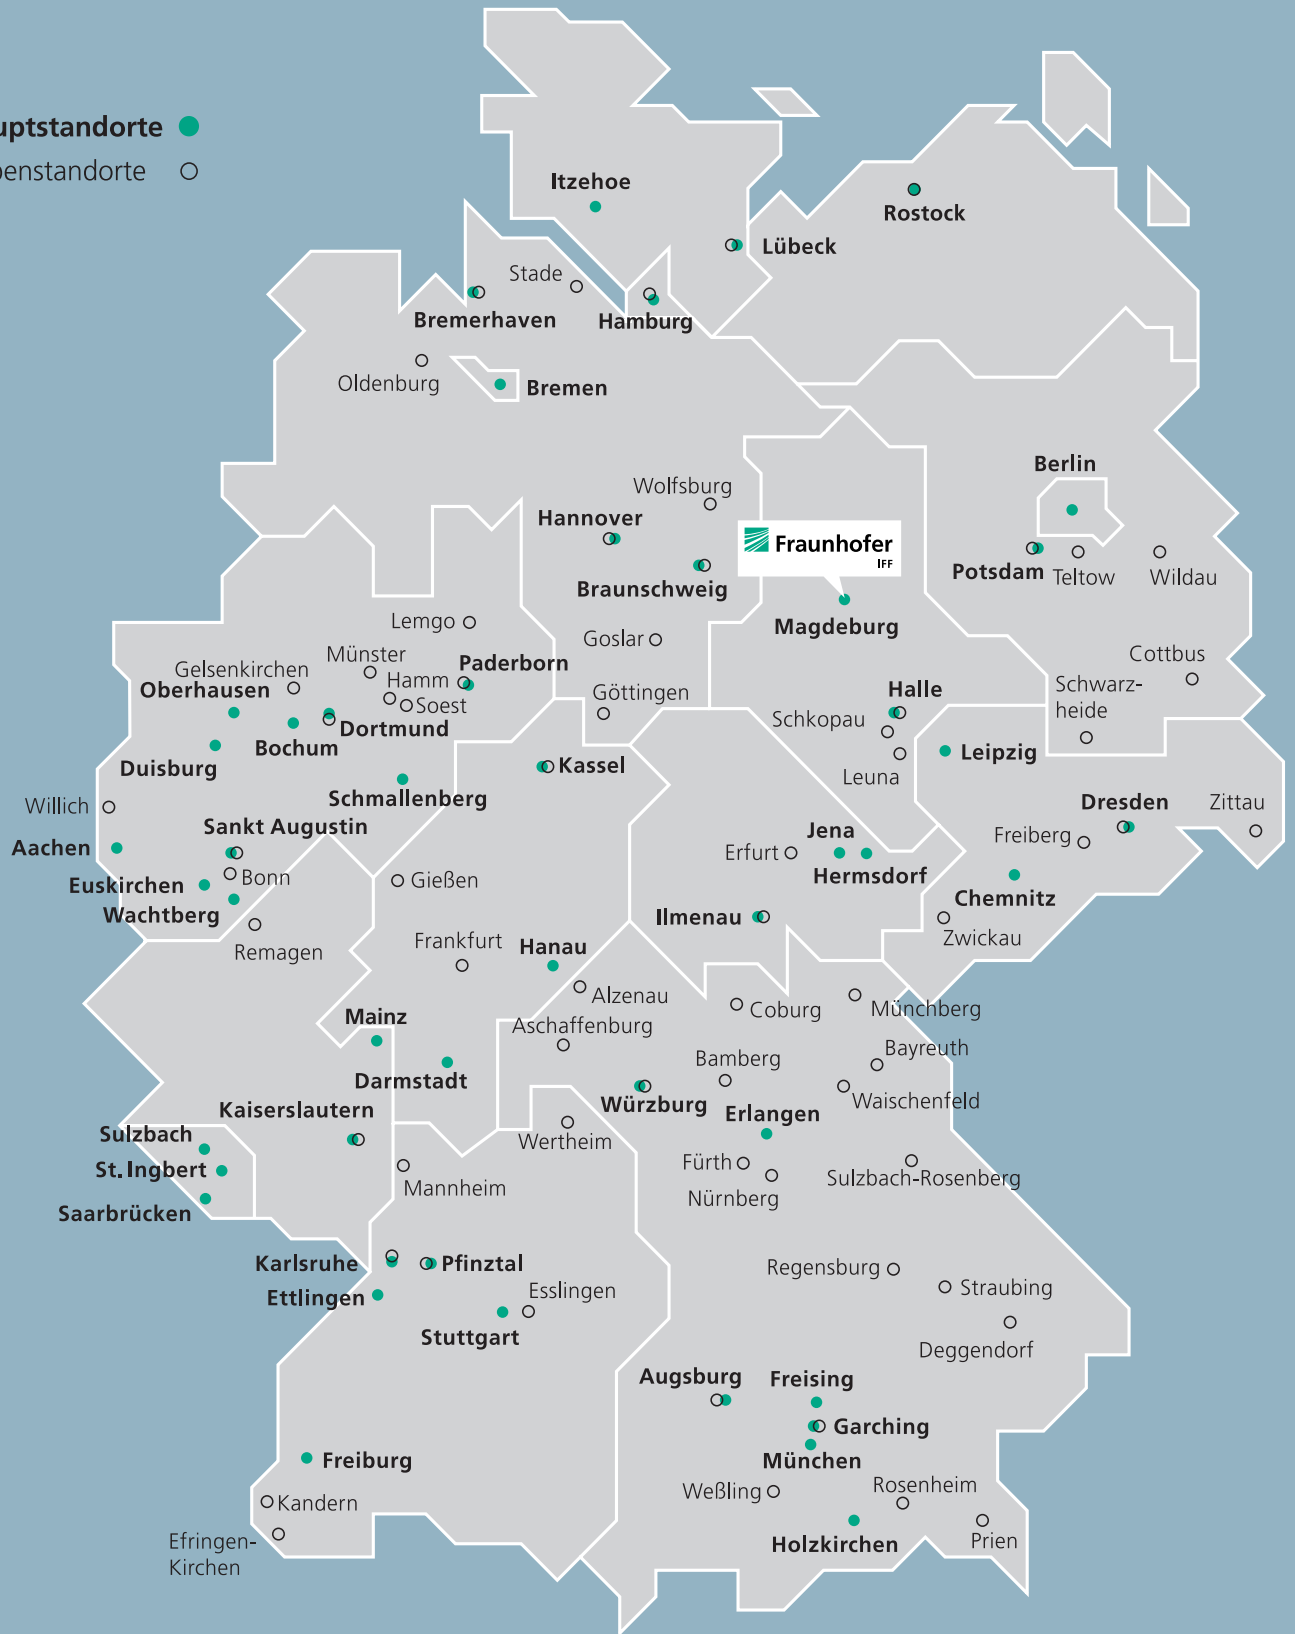 uptstandorte
enstandorte
Itzehoe
Rostock
Lübeck
Stade
Bremerhaven
Hamburg
Oldenburg
Bremen
Berlin
Wolfsburg
Hannover
Fraunhofer
IFF
Braunschweig
Potsdam
Teltow
Wildau
Magdeburg
Lemgo
Goslar
Münster
Paderborn
Cottbus
Gelsenkirchen
Hamm
Schwarz-
heide
Oberhausen
Soest
Göttingen
Halle
Schkopau
Dortmund
Bochum
Leipzig
Duisburg
Kassel
Leuna
Schmallenberg
Willich
Dresden
Zittau
Sankt Augustin
Jena
Freiberg
Aachen
Erfurt
Bonn
Gießen
Hermsdorf
Euskirchen
Chemnitz
Wachtberg
Ilmenau
Remagen
Frankfurt
Hanau
Zwickau
Alzenau
Coburg
Münchberg
Mainz
Aschaffenburg
Bayreuth
Bamberg
Darmstadt
Waischenfeld
Kaiserslautern
Würzburg
Erlangen
Sulzbach
Wertheim
St. Ingbert
Fürth
Mannheim
Sulzbach-Rosenberg
Nürnberg
Saarbrücken
Karlsruhe
Pfinztal
Regensburg
Straubing
Ettlingen
Esslingen
Stuttgart
Deggendorf
Augsburg
Freising
Garching
Freiburg
München
Weßling
Rosenheim
Kandern
Efringen-
Kirchen
Holzkirchen
Prien